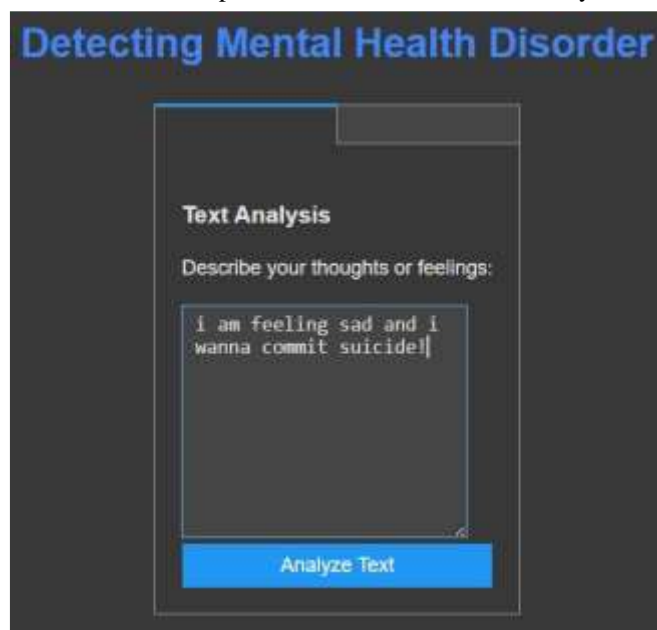 Detecting Mental Health Disorder
Text Analysis
Describe your thoughts or feelings:
i am feeling sad and i
wanna commit suicide!
Analyze Text